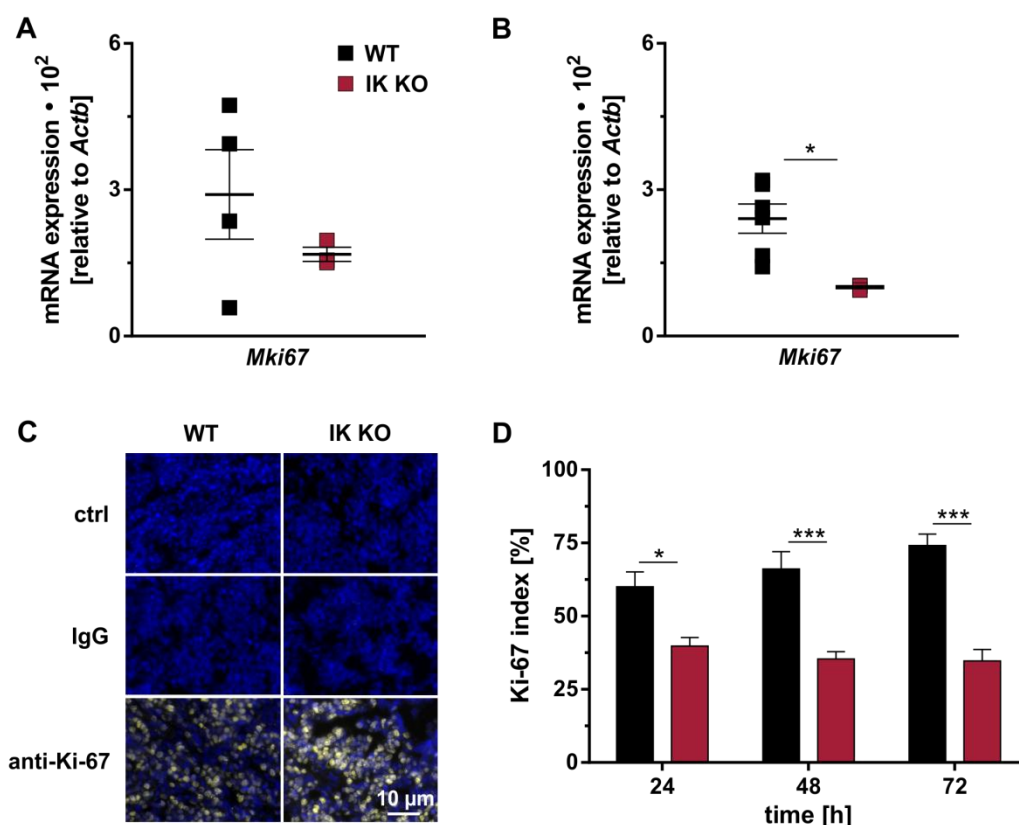 A
6
3
0
mRNA expression • 10²
[relative to Actb]
WT
IK KO
Mki67
B
6
3
0
mRNA expression • 10²
[relative to Actb]
*
Mki67
C
WT
IK KO
ctrl
IgG
anti-Ki-67
10 µm
D
100
75
50
25
0
Ki-67 index [%]
*
***
***
24
48
72
time [h]